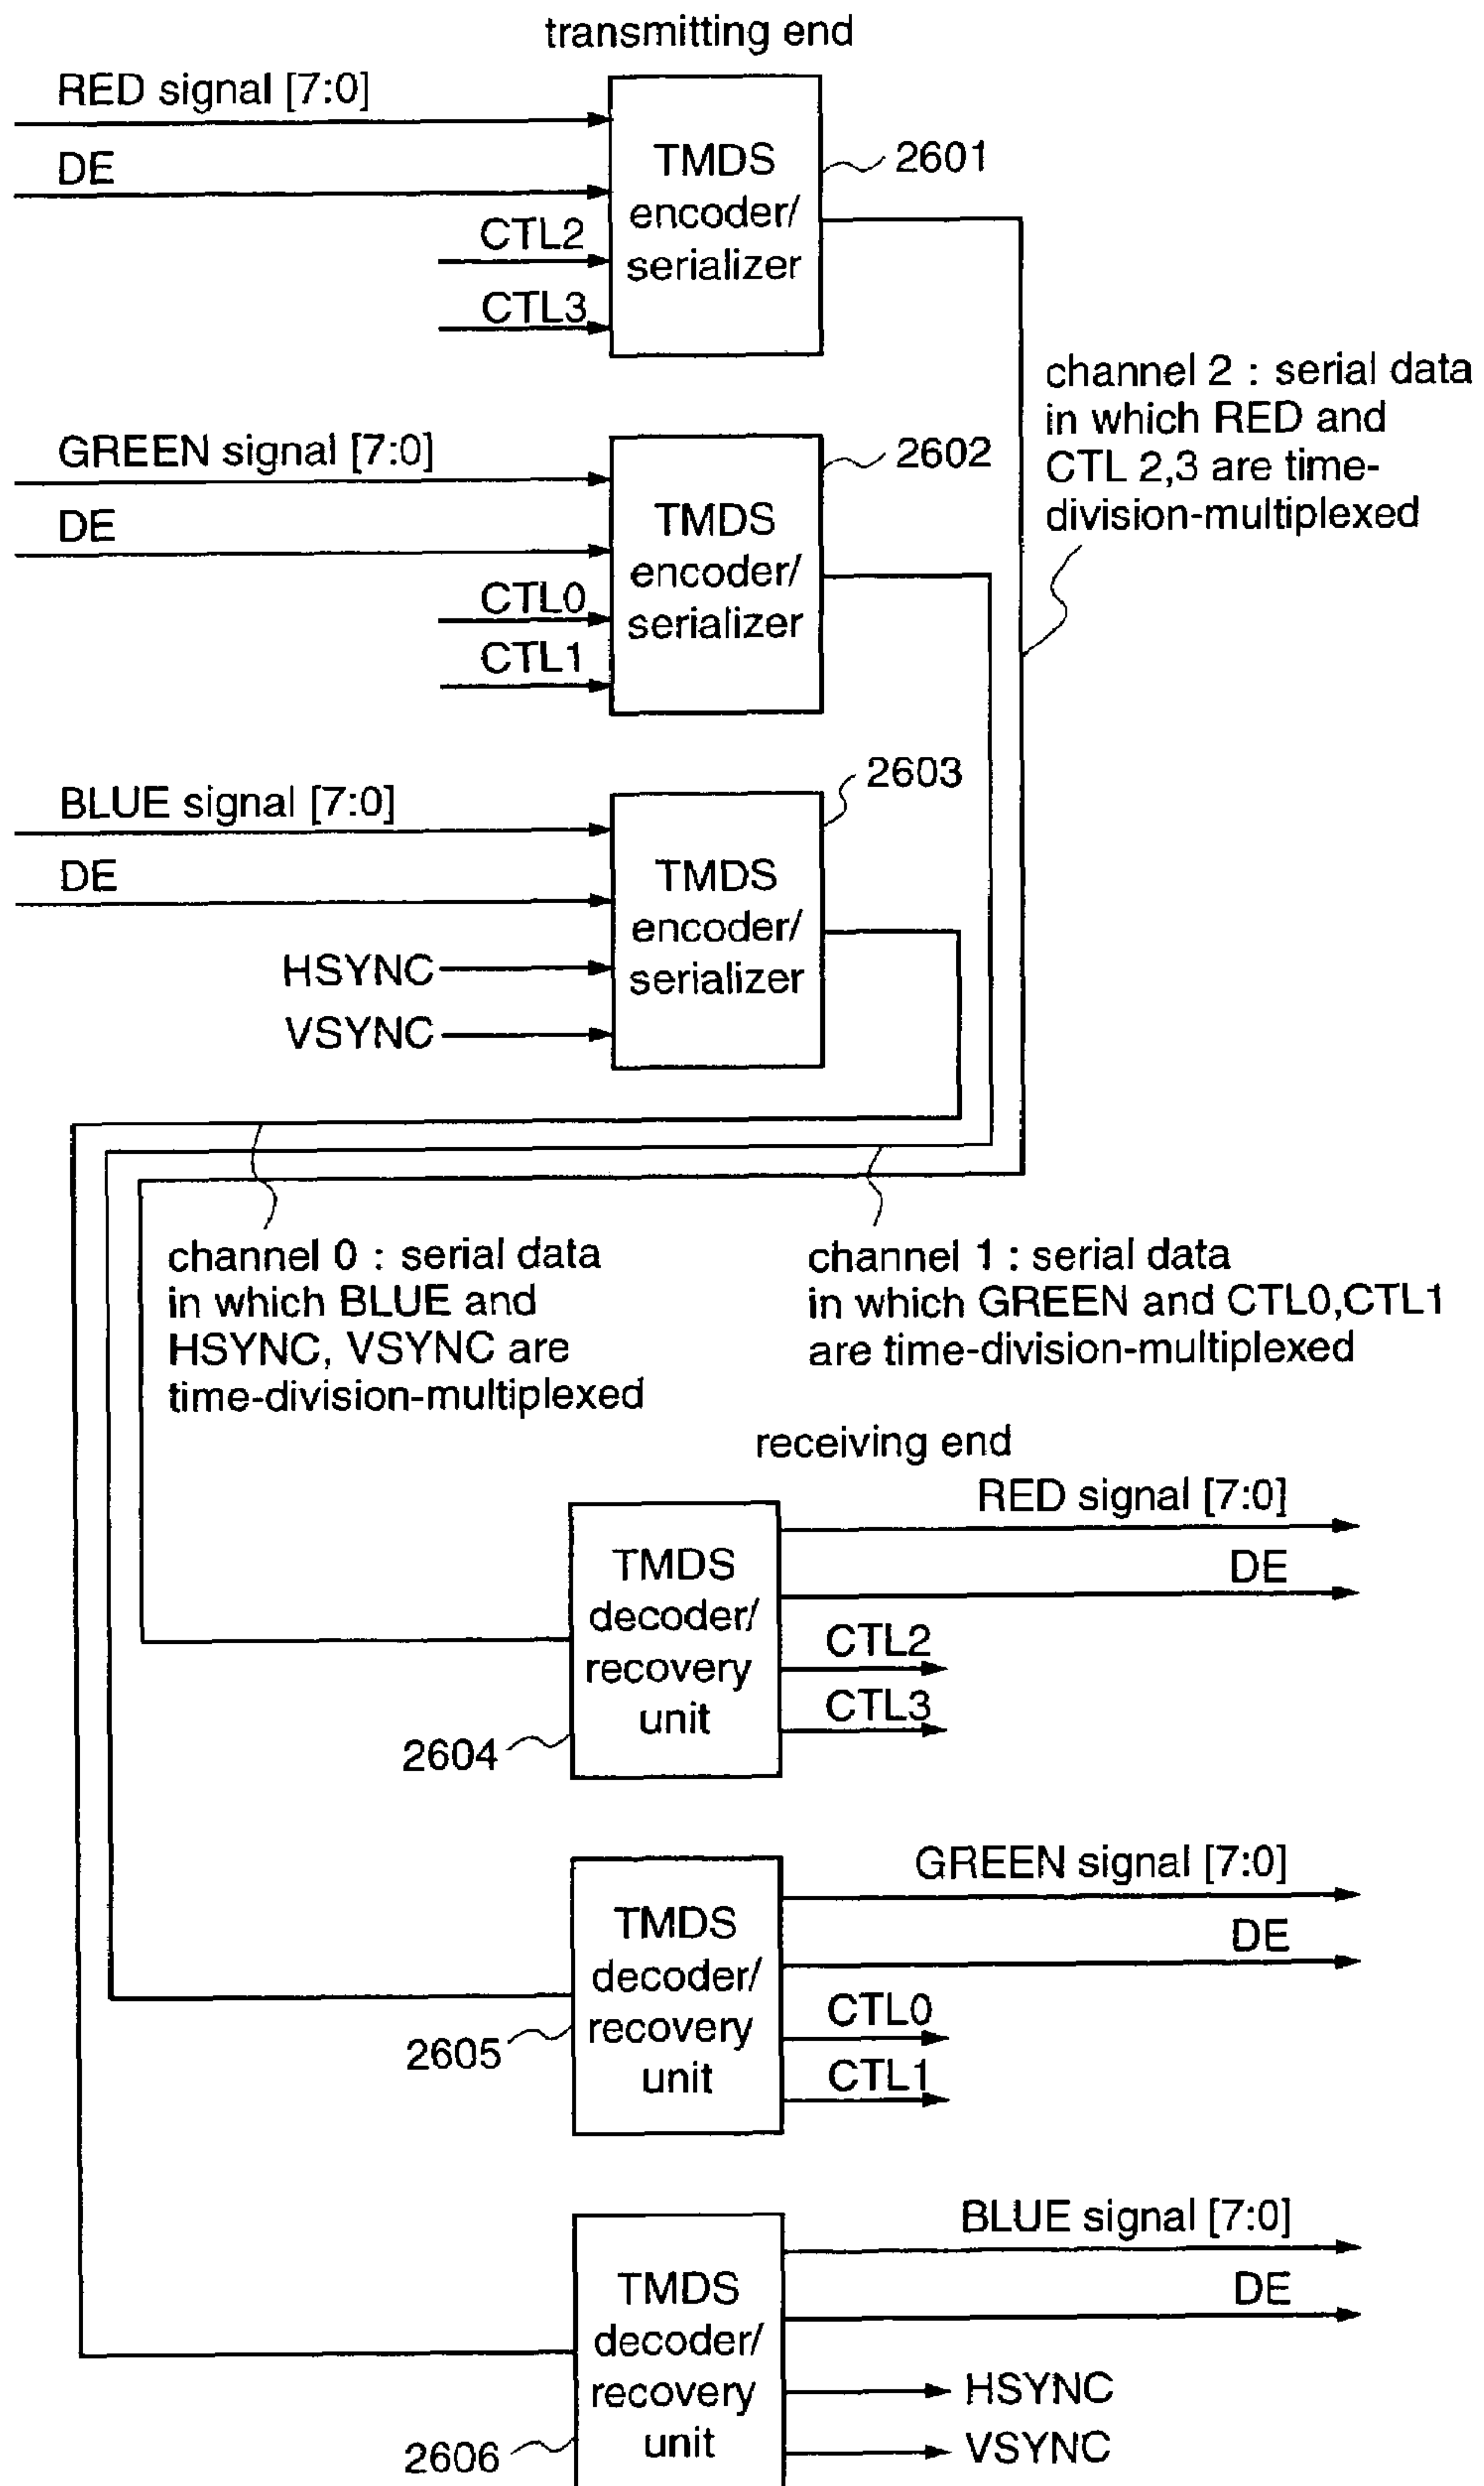 transmitting end
RED signal [7:0]
DE
CTL2
CTL3
TMDS
encoder/
serializer
2601
channel 2 : serial data
in which RED and
CTL 2,3 are time-
division-multiplexed
GREEN signal [7:0]
DE
CTL0
CTL1
TMDS
encoder/
serializer
2602
BLUE signal [7:0]
DE
HSYNC
VSYNC
TMDS
encoder/
serializer
2603
channel 0 : serial data
in which BLUE and
HSYNC, VSYNC are
time-division-multiplexed
channel 1 : serial data
in which GREEN and CTL0,CTL1
are time-division-multiplexed
receiving end
TMDS
decoder/
recovery
unit
2604
RED signal [7:0]
DE
CTL2
CTL3
TMDS
decoder/
recovery
unit
2605
GREEN signal [7:0]
DE
CTL0
CTL1
TMDS
decoder/
recovery
unit
2606
BLUE signal [7:0]
DE
HSYNC
VSYNC